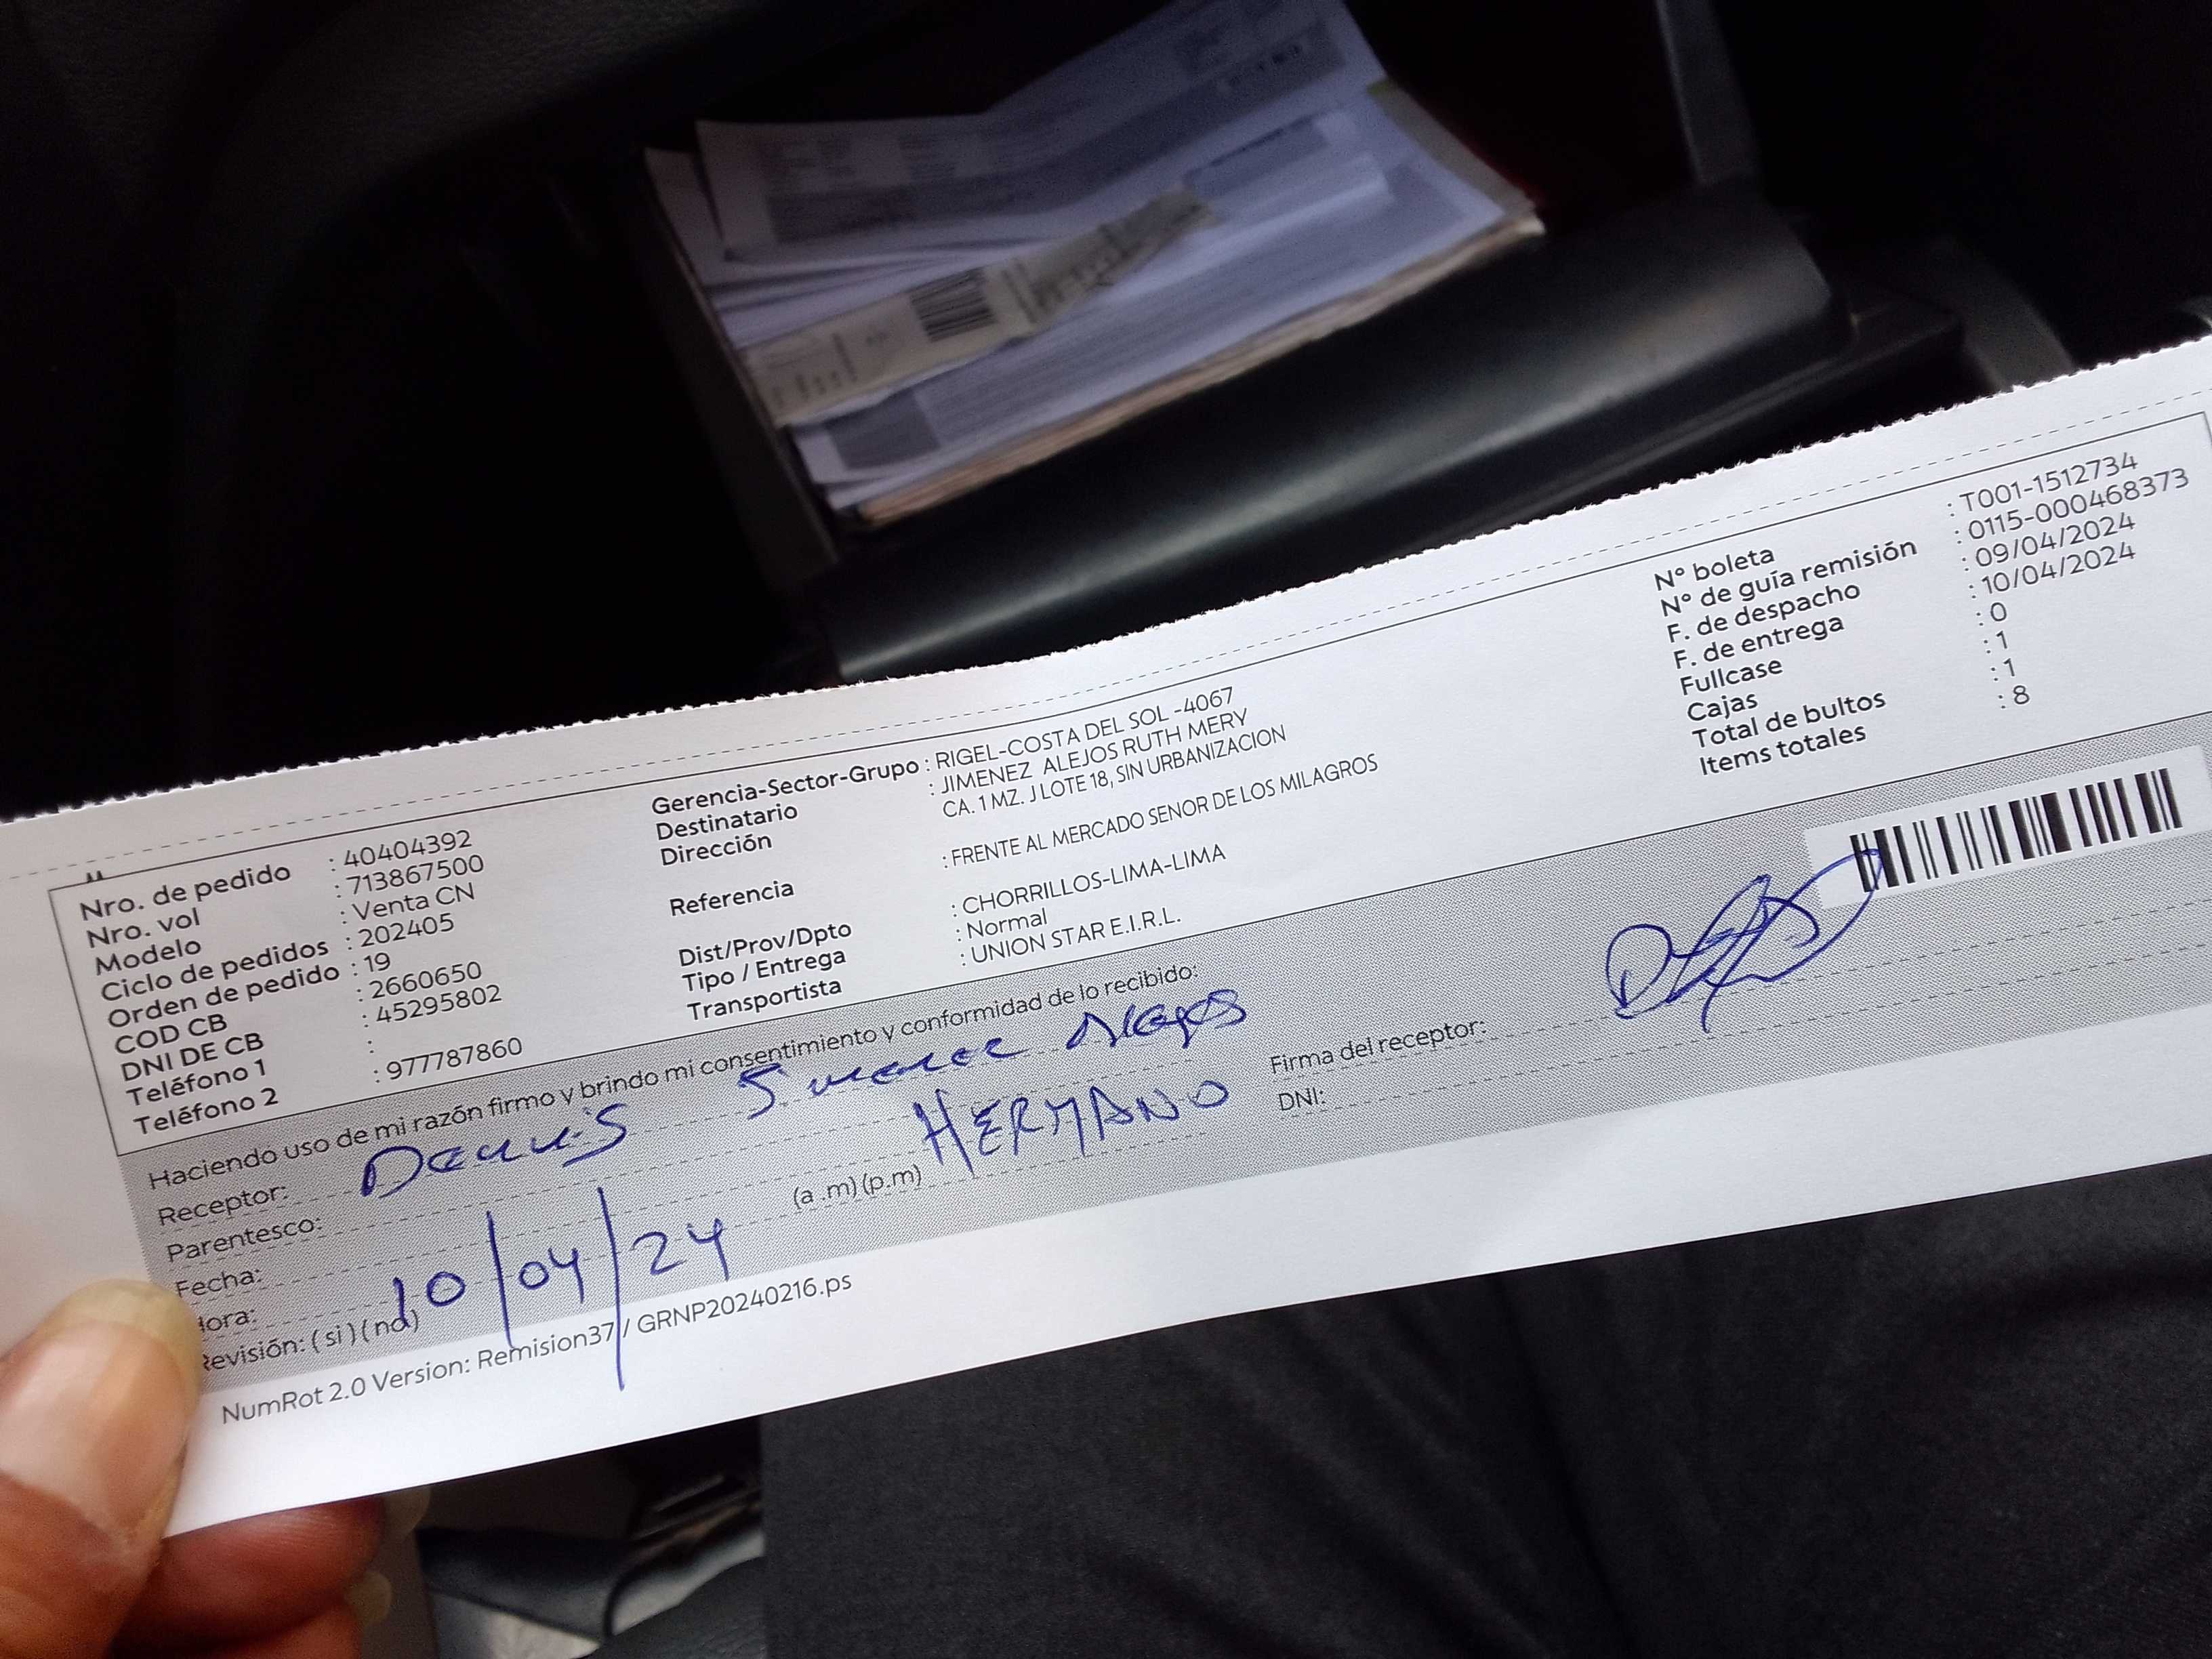 Nro. de pedido : 40404392
Nro. vol : 713867500
Modelo : Venta CN
Ciclo de pedidos : 202405
Orden de pedido : 19
COD CB : 2660650
DNI DE CB : 45295802
Teléfono 1 :
Teléfono 2 : 977787860
Gerencia-Sector-Grupo : RIGEL-COSTA DEL SOL -4067
Destinatario : JIMENEZ ALEJOS RUTH MERY
Dirección CA. 1 MZ. J LOTE 18, SIN URBANIZACION
Referencia : FRENTE AL MERCADO SENOR DE LOS MILAGROS
Dist/Prov/Dpto : CHORRILLOS-LIMA-LIMA
Tipo / Entrega : Normal
Transportista : UNION STAR E.I.R.L.
N° boleta : T001-1512734
N° de guía remisión : 0115-000468373
F. de despacho : 09/04/2024
F. de entrega : 10/04/2024
Fullcase : 0
Cajas : 1
Total de bultos : 1
Items totales : 8
Haciendo uso de mi razón firmo y brindo mi consentimiento y conformidad de lo recibido:
Receptor: Dennis Alejos
Parentesco: HERMANO
Fecha: 10/04/24
Hora: (a .m) (p.m)
Revisión: ( si ) ( no )
Firma del receptor:
DNI:
NumRot 2.0 Version: Remision37 / GRNP20240216.ps